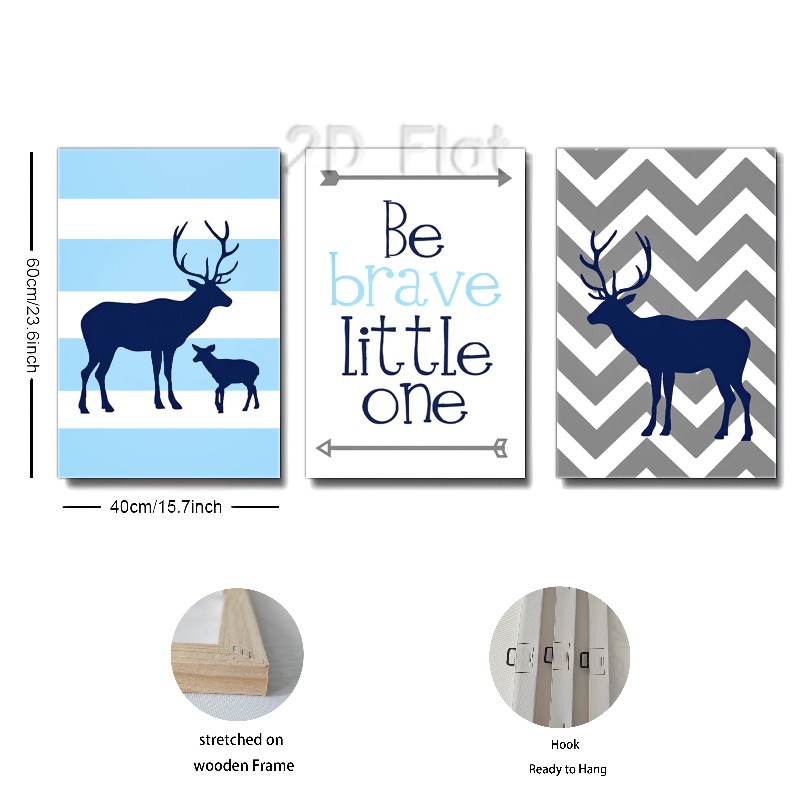 2D Flat
Be
brave
little
one
60cm/23.6inch
40cm/15.7inch
stretched on
wooden Frame
Hook
Ready to Hang